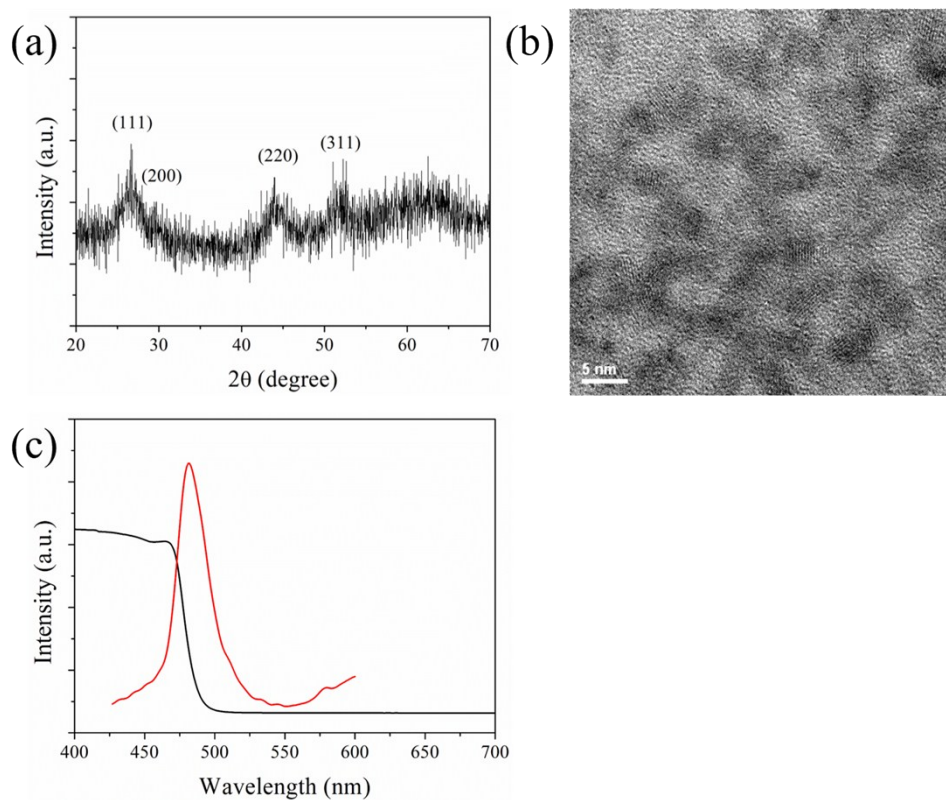 (a)
(111)
(200)
(220)
(311)
Intensity (a.u.)
20 30 40 50 60 70
2θ (degree)
(b)
5 nm
(c)
Intensity (a.u.)
400 450 500 550 600 650 700
Wavelength (nm)